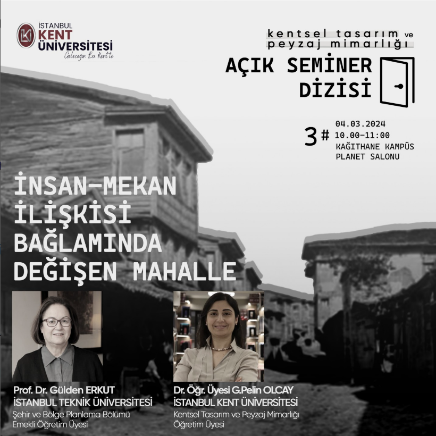 İSTANBUL
KENT
ÜNİVERSİTESİ
Geleceğin En Kentte
kentsel tasarım ve
peyzaj mimarlığı
AÇIK SEMİNER
DİZİSİ
3#
04.03.2024
10.00-11:00
KAĞITHANE KAMPÜS
PLANET SALONU
İNSAN-MEKAN
İLİŞKİSİ
BAĞLAMINDA
DEĞİŞEN MAHALLE
Prof. Dr. Gülden ERKUT
İSTANBUL TEKNİK ÜNİVERSİTESİ
Şehir ve Bölge Planlama Bölümü
Emekli Öğretim Üyesi
Dr. Öğr. Üyesi G.Pelin OLCAY
İSTANBUL KENT ÜNİVERSİTESİ
Kentsel Tasarım ve Peyzaj Mimarlığı
Öğretim Üyesi